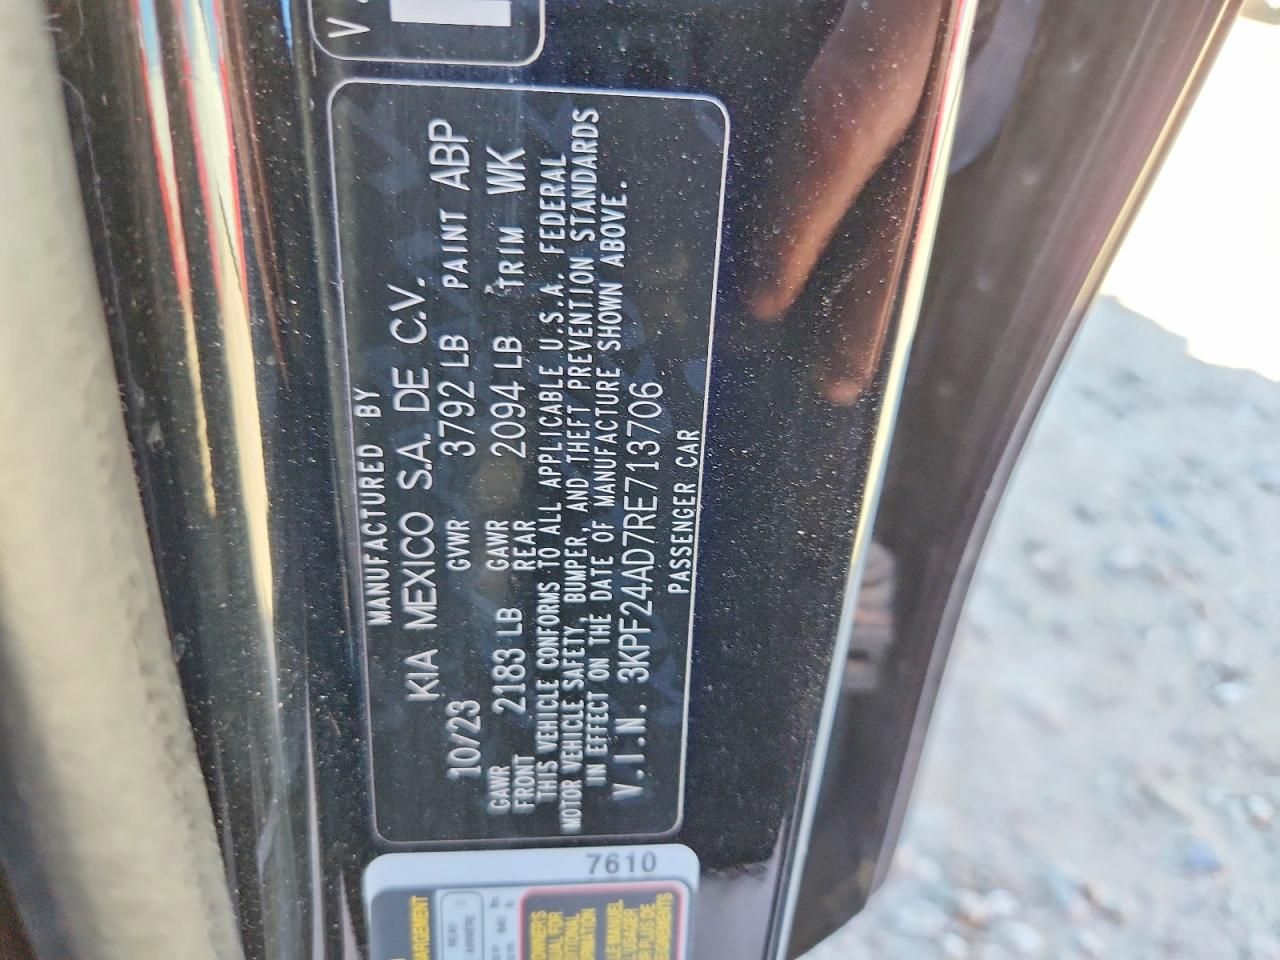 V.
MANUFACTURED BY
KIA MEXICO S.A. DE C.V.
10/23 GVWR 3792 LB PAINT ABP
GAWR FRONT 2183 LB GAWR REAR 2094 LB TRIM WK
THIS VEHICLE CONFORMS TO ALL APPLICABLE U.S.A. FEDERAL
MOTOR VEHICLE SAFETY, BUMPER, AND THEFT PREVENTION STANDARDS
IN EFFECT ON THE DATE OF MANUFACTURE SHOWN ABOVE.
V.I.N. 3KPF24AD7RE713706
PASSENGER CAR
7610
REAR
ARRIÈRE